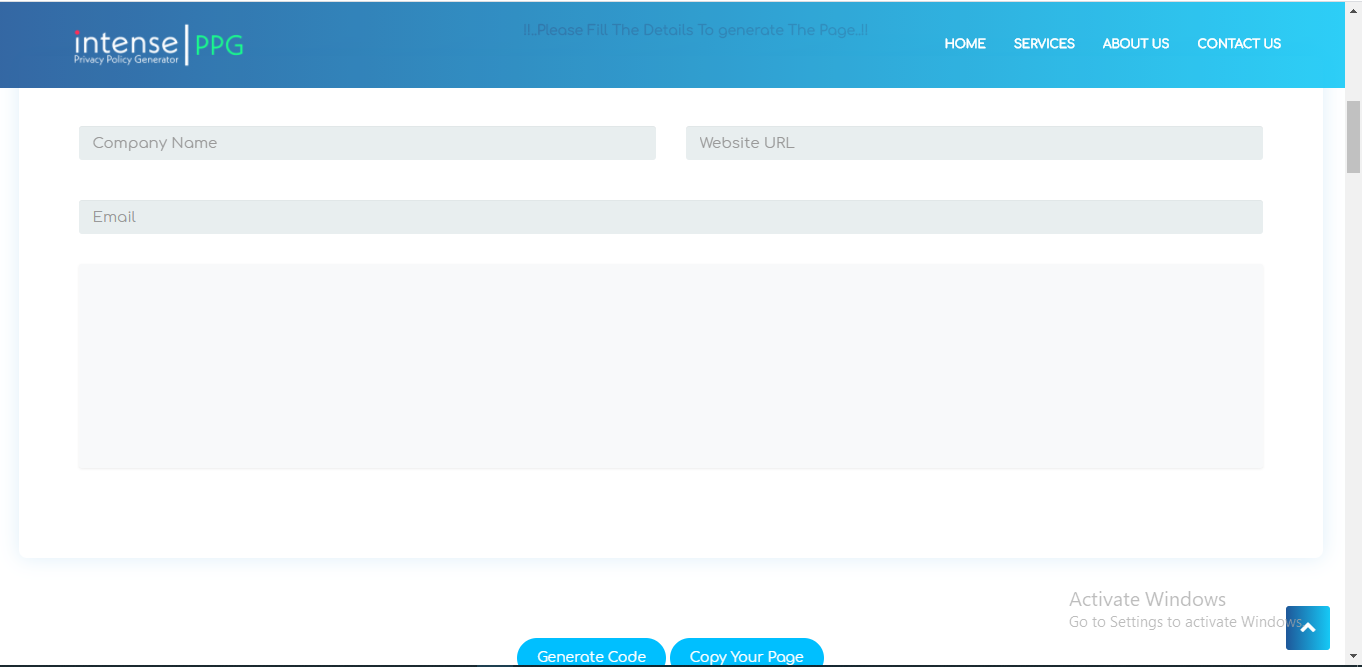 !!..Please Fill The Details To generate The Page..!!
intense PPG
Privacy Policy Generator
HOME SERVICES ABOUT US CONTACT US
Company Name Website URL
Email
Activate Windows
Go to Settings to activate Windows.
Generate Code Copy Your Page